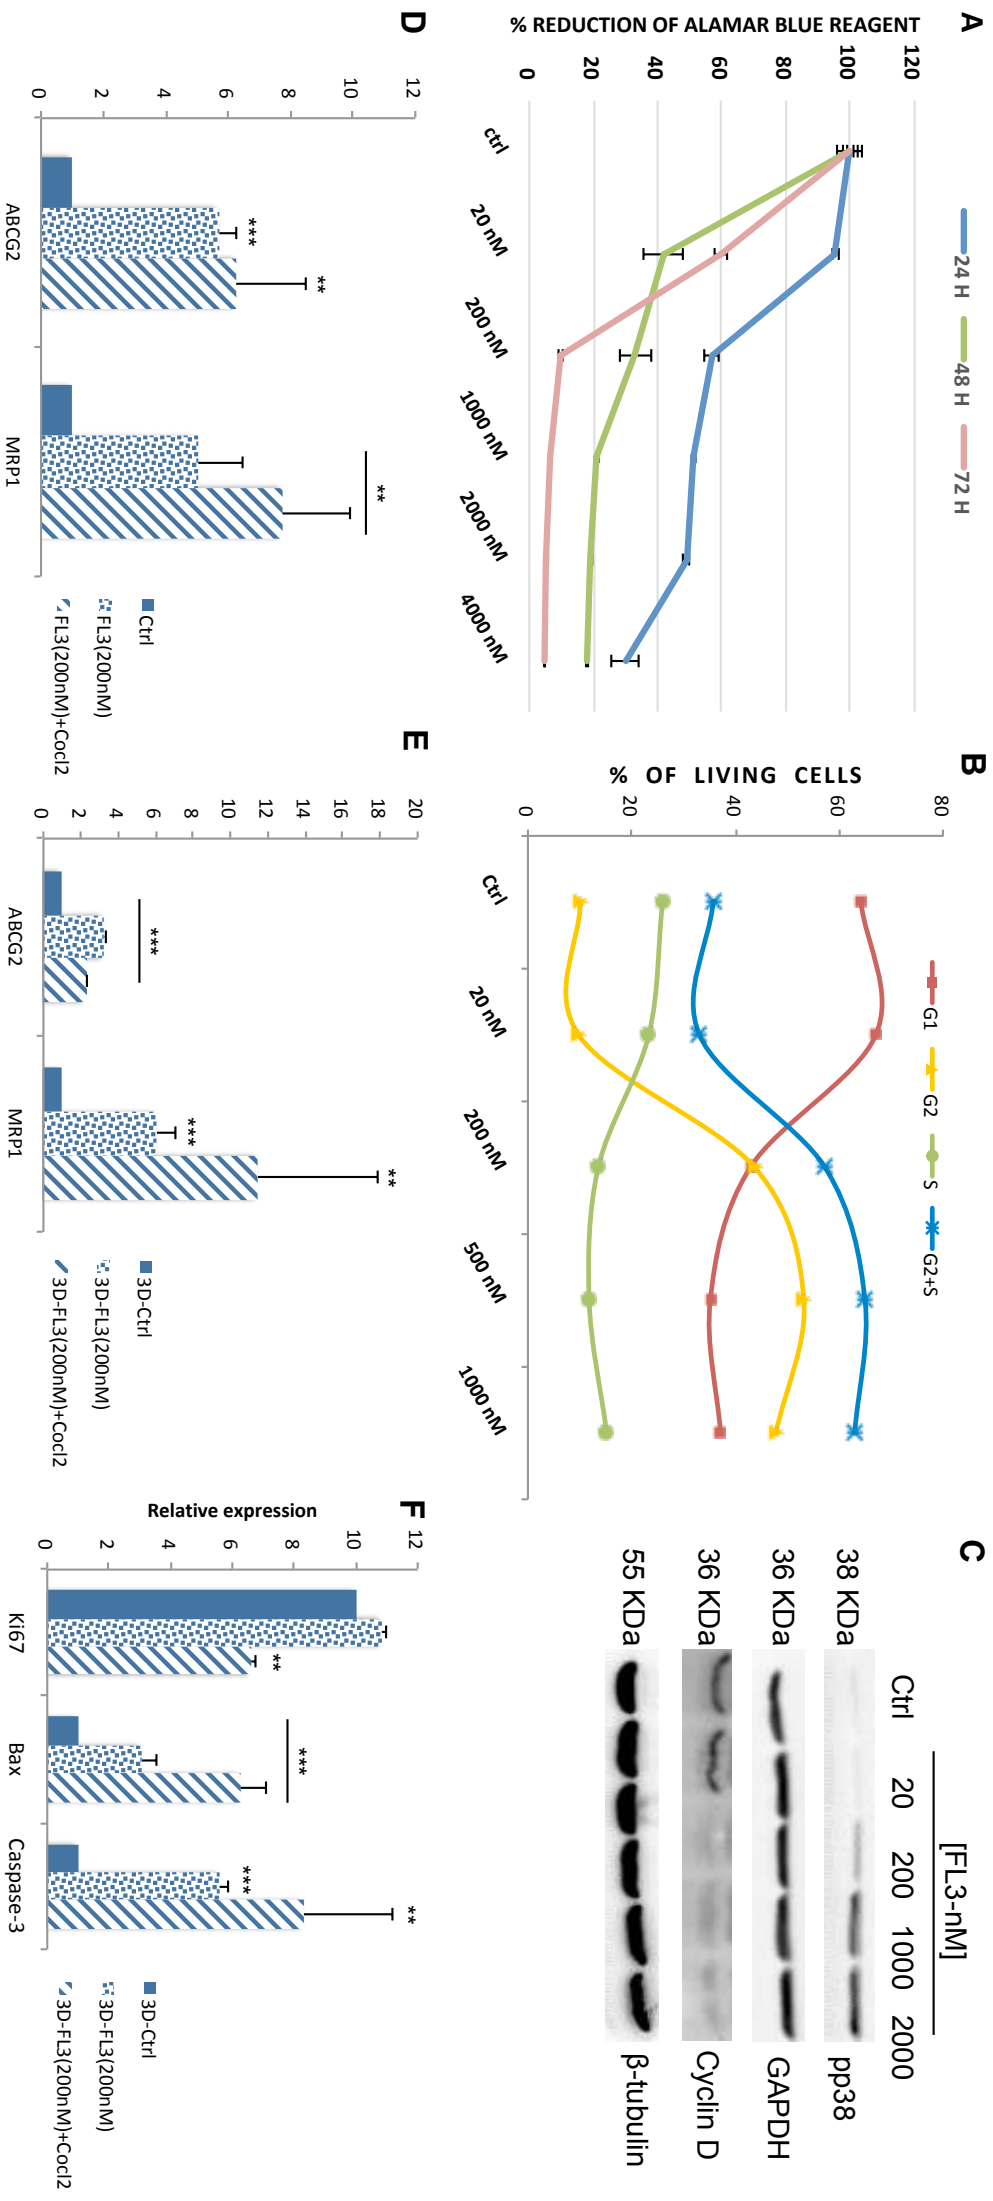 A
% REDUCTION OF ALAMAR BLUE REAGENT
120
100
80
60
40
20
0
ctrl
20 nM
200 nM
1000 nM
2000 nM
4000 nM
24 H
48 H
72 H
B
% OF LIVING CELLS
80
60
40
20
0
Ctrl
20 nM
200 nM
500 nM
1000 nM
G1
G2
S
G2+S
C
[FL3-nM]
Ctrl 20 200 1000 2000
38 KDa pp38
36 KDa GAPDH
36 KDa Cyclin D
55 KDa β-tubulin
D
12
10
8
6
4
2
0
***
**
**
ABCG2
MRP1
Ctrl
FL3(200nM)
FL3(200nM)+Cocl2
E
20
18
16
14
12
10
8
6
4
2
0
***
***
**
ABCG2
MRP1
3D-Ctrl
3D-FL3(200nM)
3D-FL3(200nM)+Cocl2
F
Relative expression
12
10
8
6
4
2
0
**
***
***
**
Ki67
Bax
Caspase-3
3D-Ctrl
3D-FL3(200nM)
3D-FL3(200nM)+Cocl2